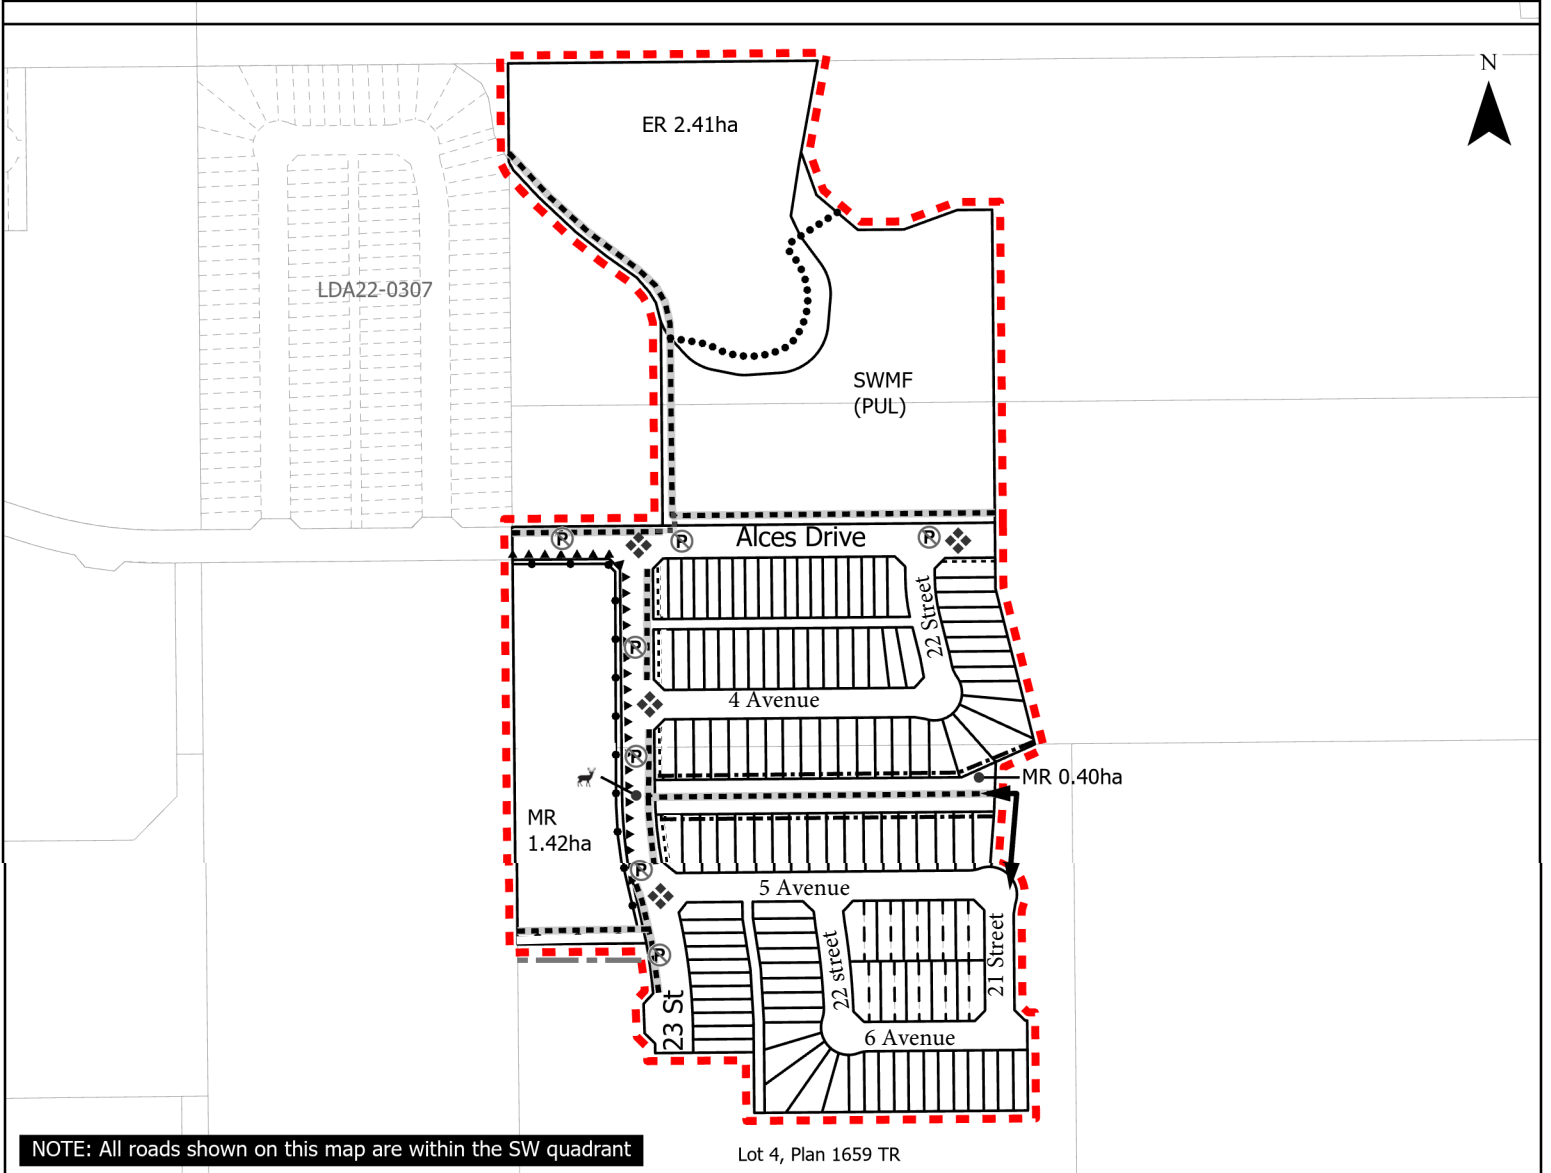 N
ER 2.41ha
LDA22-0307
SWMF
(PUL)
Alces Drive
R
R
R
22 Street
R
4 Avenue
R
MR 0.40ha
MR
1.42ha
R
5 Avenue
R
22 street
21 Street
23 St
6 Avenue
NOTE: All roads shown on this map are within the SW quadrant
Lot 4, Plan 1659 TR